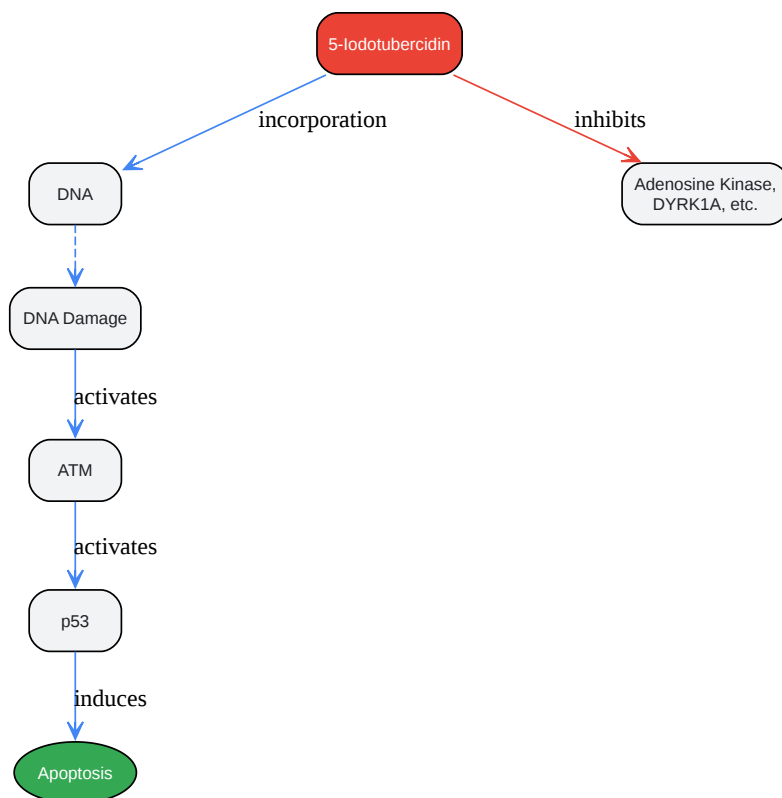 5-Iodotubercidin
incorporation
inhibits
DNA
Adenosine Kinase,
DYRK1A, etc.
DNA Damage
activates
ATM
activates
p53
induces
Apoptosis